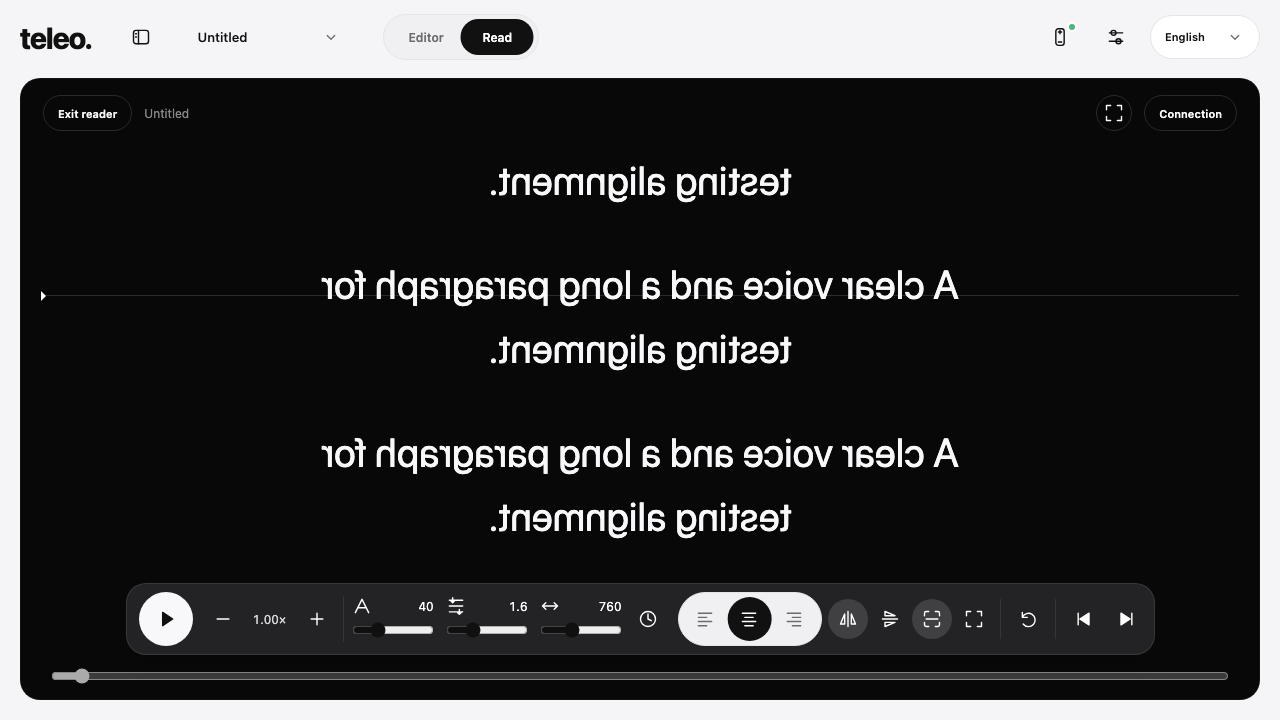 teleo.
Untitled
Editor
Read
English
Exit reader
Untitled
Connection
testing alignment.
A clear voice and a long paragraph for
testing alignment.
A clear voice and a long paragraph for
testing alignment.
1.00×
40
1.6
760